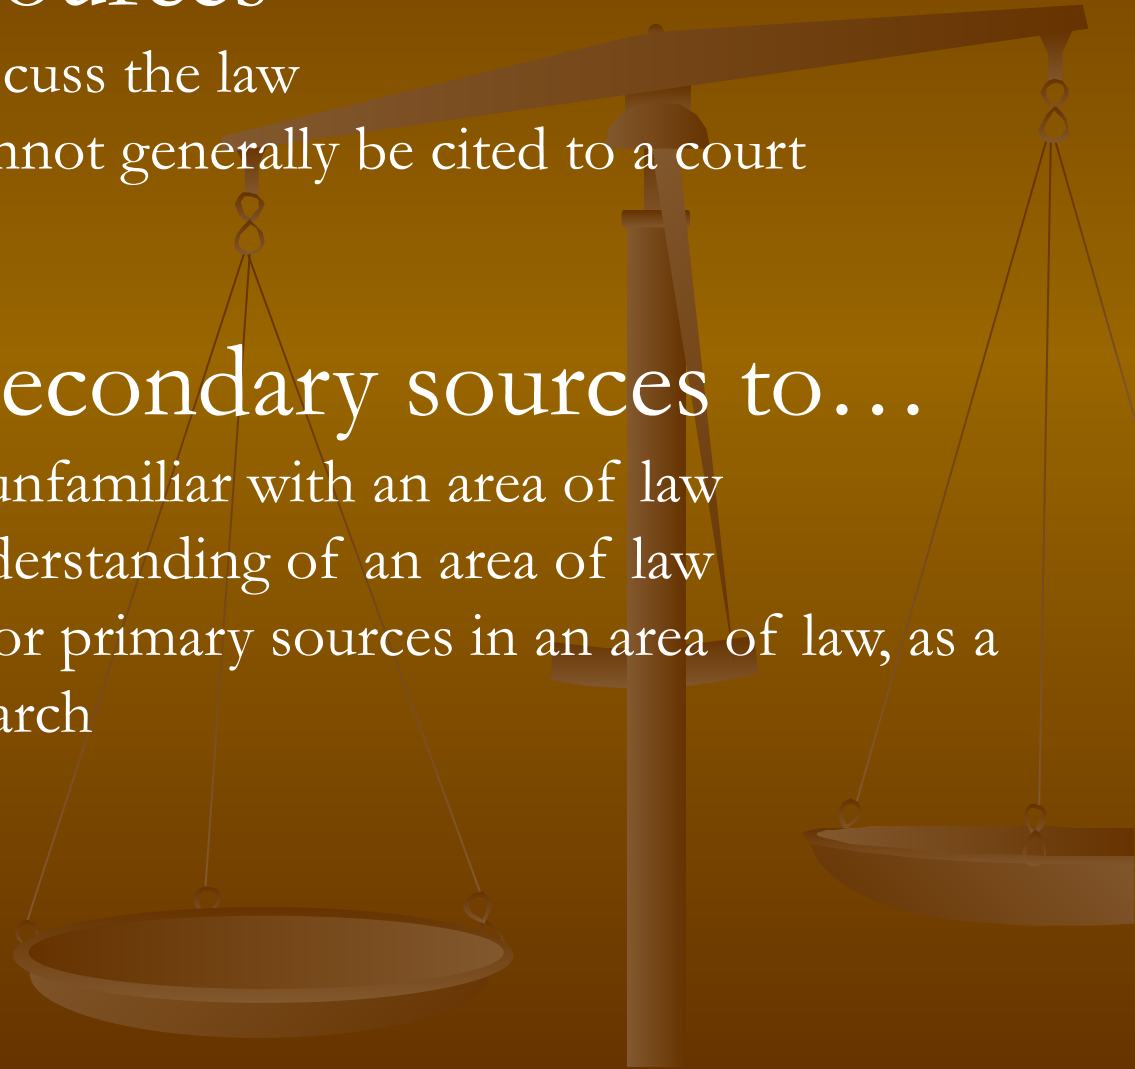 ources
cuss the law
nnot generally be cited to a court
econdary sources to…
unfamiliar with an area of law
derstanding of an area of law
or primary sources in an area of law, as a
arch